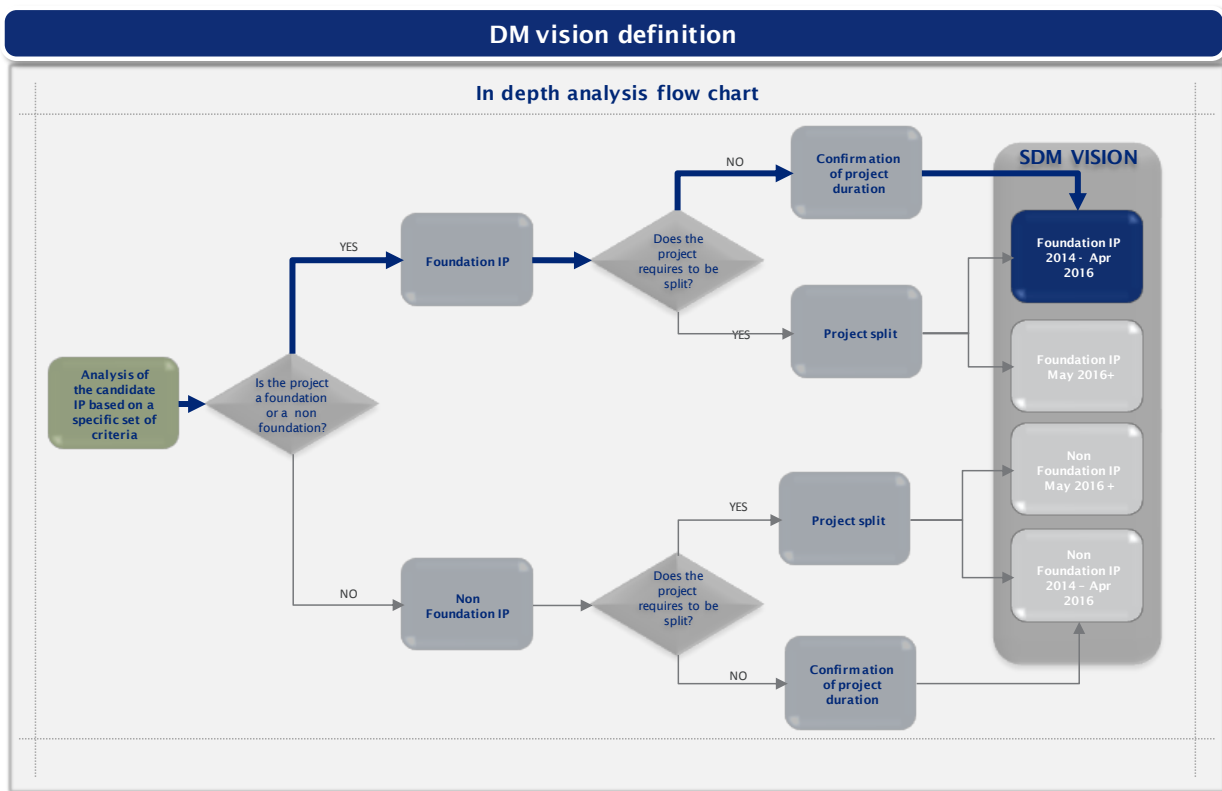 DM vision definition
In depth analysis flow chart
SDM VISION
NO
Confirmation
of project
duration
YES
Foundation IP
Does the
project
requires to be
split?
Foundation IP
2014 - Apr
2016
YES
Project split
Foundation IP
May 2016+
Analysis of
the candidate
IP based on a
specific set of
criteria
Is the project
a foundation
or a non
foundation?
Non
Foundation IP
May 2016 +
YES
Project split
NO
Non
Foundation IP
Does the
project
requires to be
split?
Non
Foundation IP
2014 – Apr
2016
NO
Confirmation
of project
duration